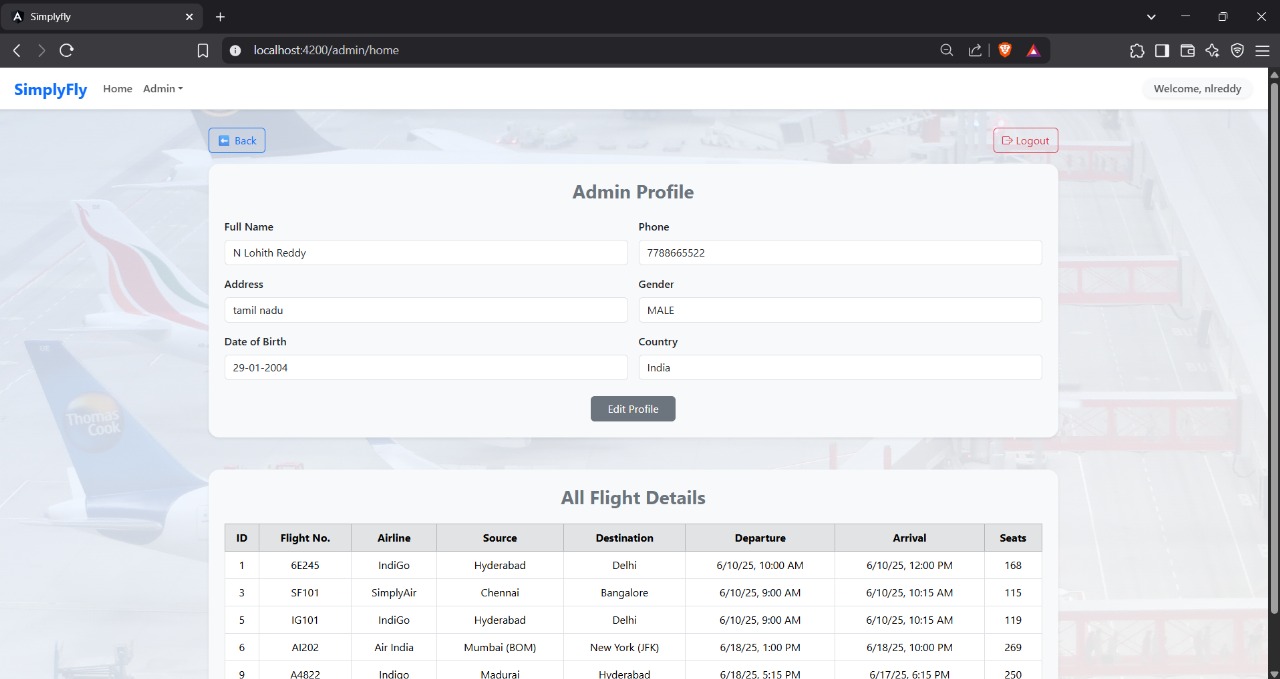 Simplyfly
localhost:4200/admin/home
SimplyFly Home Admin Welcome, nlreddy
Back Logout
Admin Profile
Full Name Phone
N Lohith Reddy 7788665522
Address Gender
tamil nadu MALE
Date of Birth Country
29-01-2004 India
Edit Profile
Thomas
Cook
All Flight Details
ID Flight No. Airline Source Destination Departure Arrival Seats
1 6E245 IndiGo Hyderabad Delhi 6/10/25, 10:00 AM 6/10/25, 12:00 PM 168
3 SF101 SimplyAir Chennai Bangalore 6/10/25, 9:00 AM 6/10/25, 10:15 AM 115
5 IG101 IndiGo Hyderabad Delhi 6/10/25, 9:00 AM 6/10/25, 10:15 AM 119
6 AI202 Air India Mumbai (BOM) New York (JFK) 6/18/25, 1:00 PM 6/18/25, 10:00 PM 269
9 A4822 Indigo Madurai Hyderabad 6/18/25, 5:15 PM 6/17/25, 6:15 PM 250